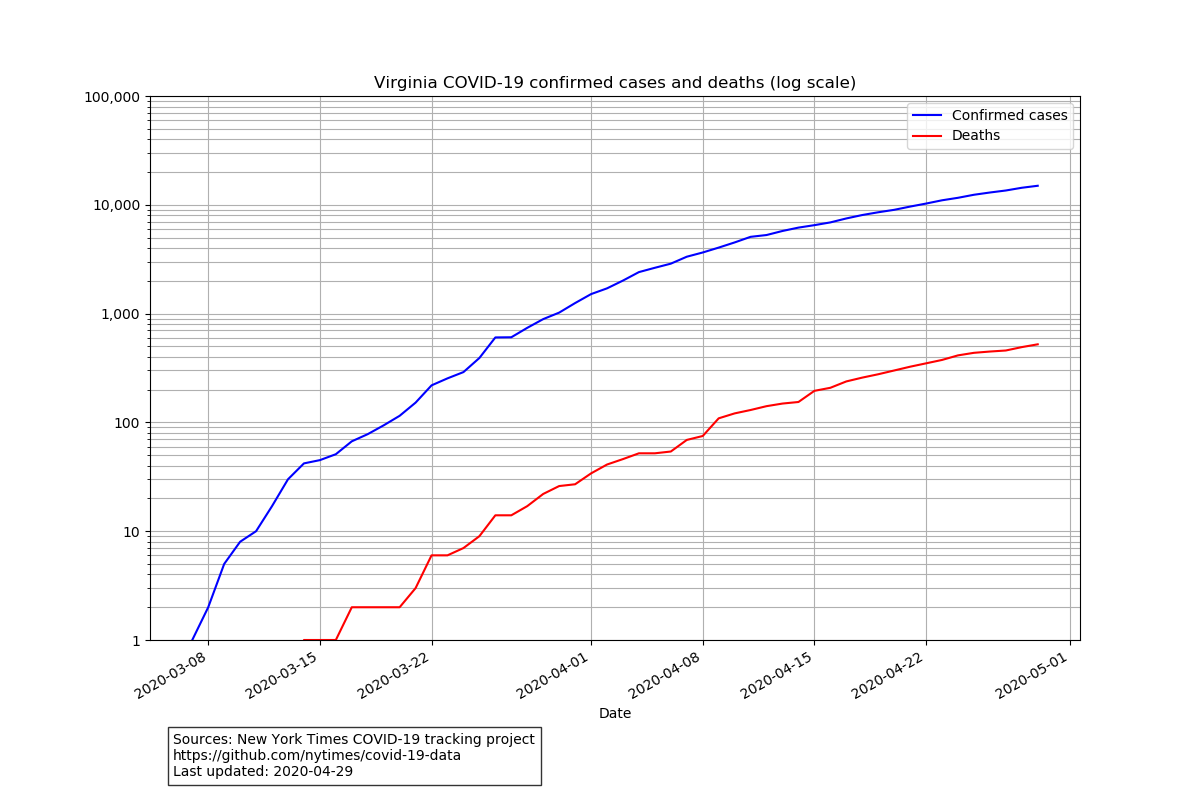 Virginia COVID-19 confirmed cases and deaths (log scale)
100,000
10,000
1,000
100
10
1
Confirmed cases
Deaths
2020-03-08
2020-03-15
2020-03-22
2020-04-01
2020-04-08
2020-04-15
2020-04-22
2020-05-01
Date
Sources: New York Times COVID-19 tracking project
https://github.com/nytimes/covid-19-data
Last updated: 2020-04-29